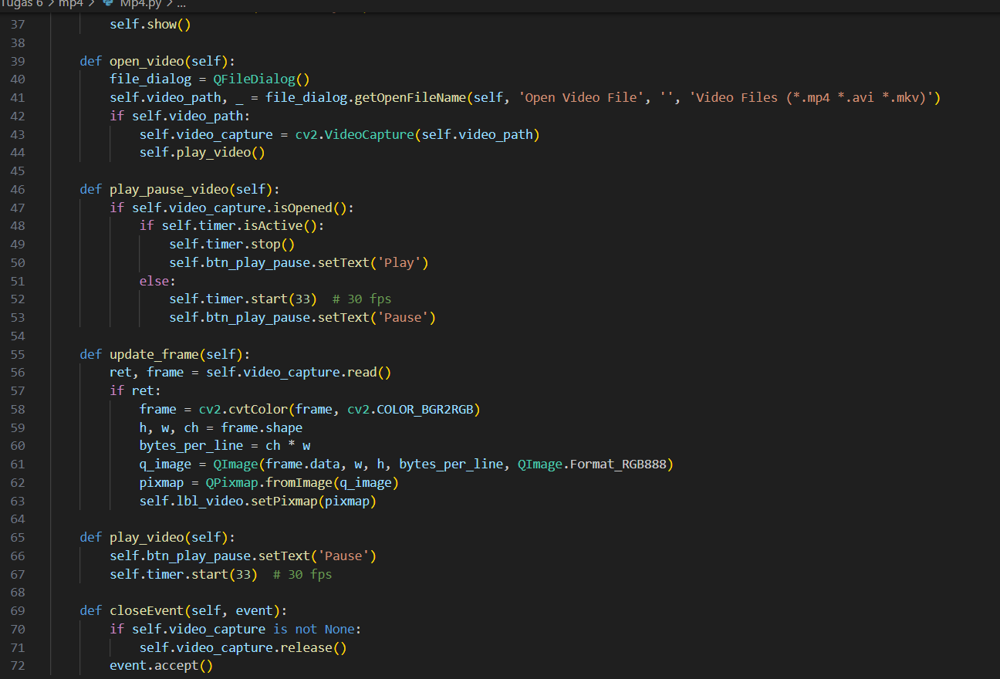 Tugas 6 > mp4 > Mp4.py > ...
37 self.show()
38
39 def open_video(self):
40 file_dialog = QFileDialog()
41 self.video_path, _ = file_dialog.getOpenFileName(self, 'Open Video File', '', 'Video Files (*.mp4 *.avi *.mkv)')
42 if self.video_path:
43 self.video_capture = cv2.VideoCapture(self.video_path)
44 self.play_video()
45
46 def play_pause_video(self):
47 if self.video_capture.isOpened():
48 if self.timer.isActive():
49 self.timer.stop()
50 self.btn_play_pause.setText('Play')
51 else:
52 self.timer.start(33)  # 30 fps
53 self.btn_play_pause.setText('Pause')
54
55 def update_frame(self):
56 ret, frame = self.video_capture.read()
57 if ret:
58 frame = cv2.cvtColor(frame, cv2.COLOR_BGR2RGB)
59 h, w, ch = frame.shape
60 bytes_per_line = ch * w
61 q_image = QImage(frame.data, w, h, bytes_per_line, QImage.Format_RGB888)
62 pixmap = QPixmap.fromImage(q_image)
63 self.lbl_video.setPixmap(pixmap)
64
65 def play_video(self):
66 self.btn_play_pause.setText('Pause')
67 self.timer.start(33)  # 30 fps
68
69 def closeEvent(self, event):
70 if self.video_capture is not None:
71 self.video_capture.release()
72 event.accept()